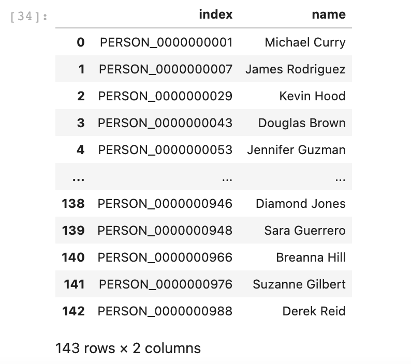 [34]:
index name
0 PERSON_0000000001 Michael Curry
1 PERSON_0000000007 James Rodriguez
2 PERSON_0000000029 Kevin Hood
3 PERSON_0000000043 Douglas Brown
4 PERSON_0000000053 Jennifer Guzman
... ... ...
138 PERSON_0000000946 Diamond Jones
139 PERSON_0000000948 Sara Guerrero
140 PERSON_0000000966 Breanna Hill
141 PERSON_0000000976 Suzanne Gilbert
142 PERSON_0000000988 Derek Reid
143 rows × 2 columns